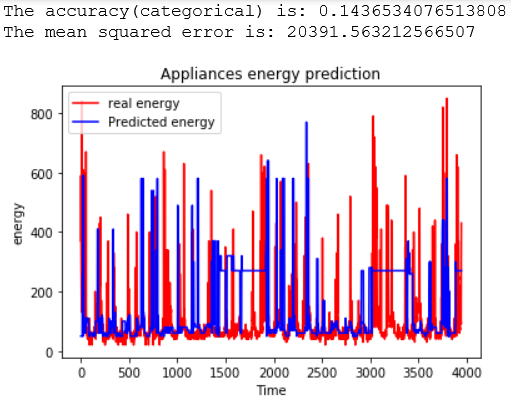 The accuracy(categorical) is: 0.1436534076513808
The mean squared error is: 20391.563212566507
Appliances energy prediction
real energy
Predicted energy
800
600
400
200
0
energy
0 500 1000 1500 2000 2500 3000 3500 4000
Time